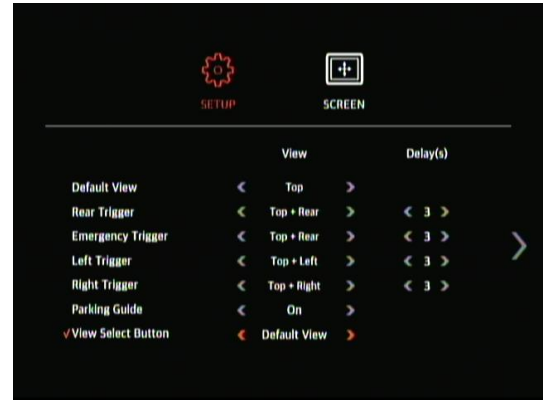 SETUP SCREEN
View Delay(s)
Default View Top
Rear Trigger Top + Rear 3
Emergency Trigger Top + Rear 3
Left Trigger Top + Left 3
Right Trigger Top + Right 3
Parking Guide On
✓View Select Button Default View